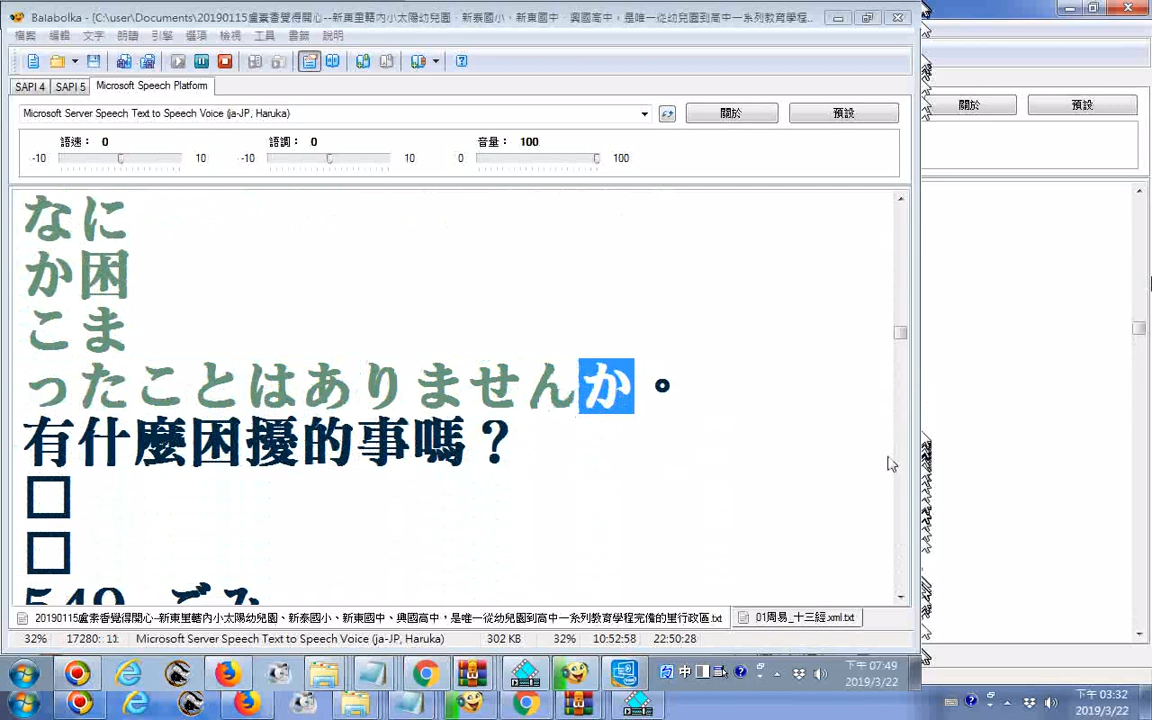 Balabolka - [C:\user\Documents\20190115盧素香覺得開心--新東里轄內小太陽幼兒園、新泰國小、新東國中、興國高中，是唯一從幼兒園到高中一系列教育學程...
檔案 編輯 文字 朗讀 引擎 選項 檢視 工具 書籤 說明
SAPI 4 SAPI 5 Microsoft Speech Platform
Microsoft Server Speech Text to Speech Voice (ja-JP, Haruka) 關於 預設 關於 預設
語速： 0 語調： 0 音量： 100
-10 10 -10 10 0 100
なに
か困
こま
ったことはありませんか。
有什麼困擾的事嗎？
□
□
549 ごみ
20190115盧素香覺得開心--新東里轄內小太陽幼兒園、新泰國小、新東國中、興國高中，是唯一從幼兒園到高中一系列教育學程完備的里行政區.txt 01周易_十三經.xml.txt
32% 17280: 11 Microsoft Server Speech Text to Speech Voice (ja-JP, Haruka) 302 KB 32% 10:52:58 22:50:28
中 下午 07:49
2019/3/22
下午 03:32
2019/3/22